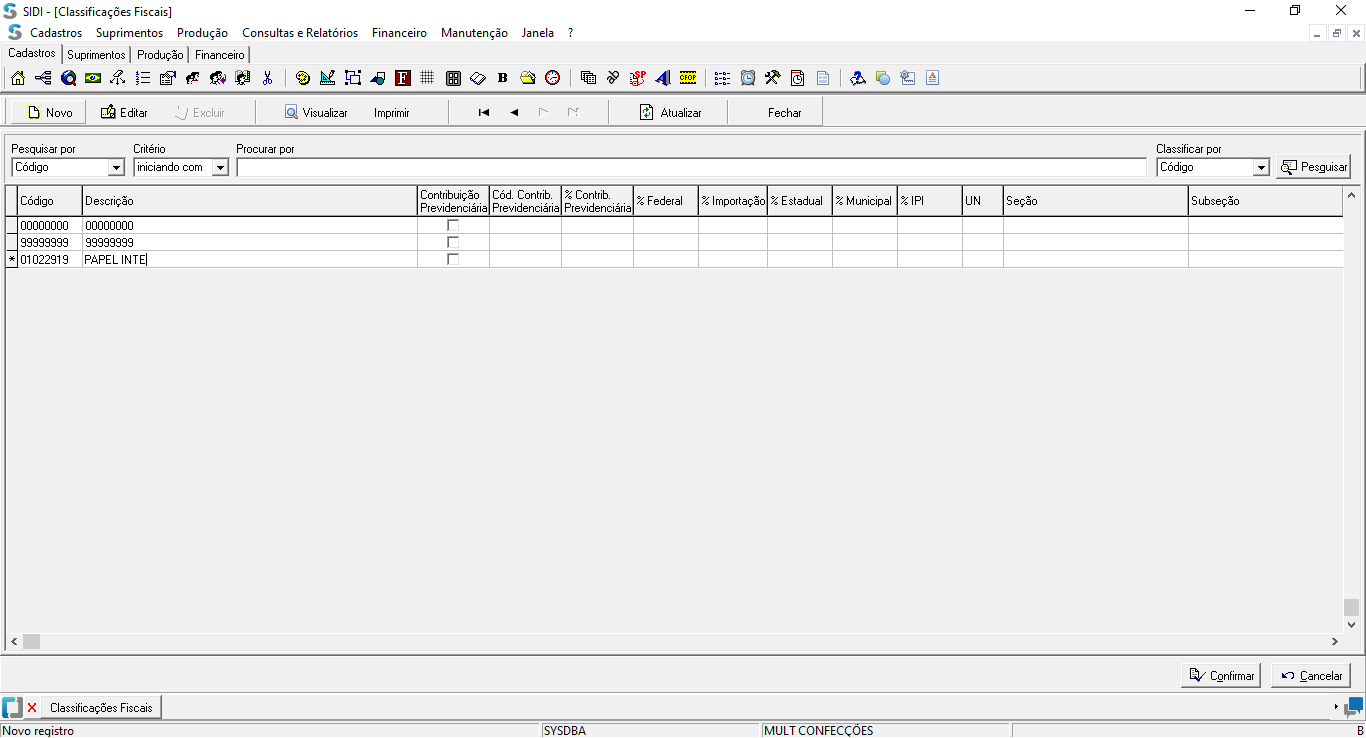 SIDI - [Classificações Fiscais]
Cadastros Suprimentos Produção Consultas e Relatórios Financeiro Manutenção Janela ?
Cadastros Suprimentos Produção Financeiro
F B SP CFOP
Novo Editar Excluir Visualizar Imprimir Atualizar Fechar
Pesquisar por Critério Procurar por Classificar por
Código iniciando com Código Pesquisar
Código Descrição Contribuição Previdenciária Cód. Contrib. Previdenciária % Contrib. Previdenciária % Federal % Importação % Estadual % Municipal % IPI UN Seção Subseção
00000000 00000000
99999999 99999999
* 01022919 PAPEL INTE
Confirmar Cancelar
Classificações Fiscais
Novo registro SYSDBA MULT CONFECÇÕES B